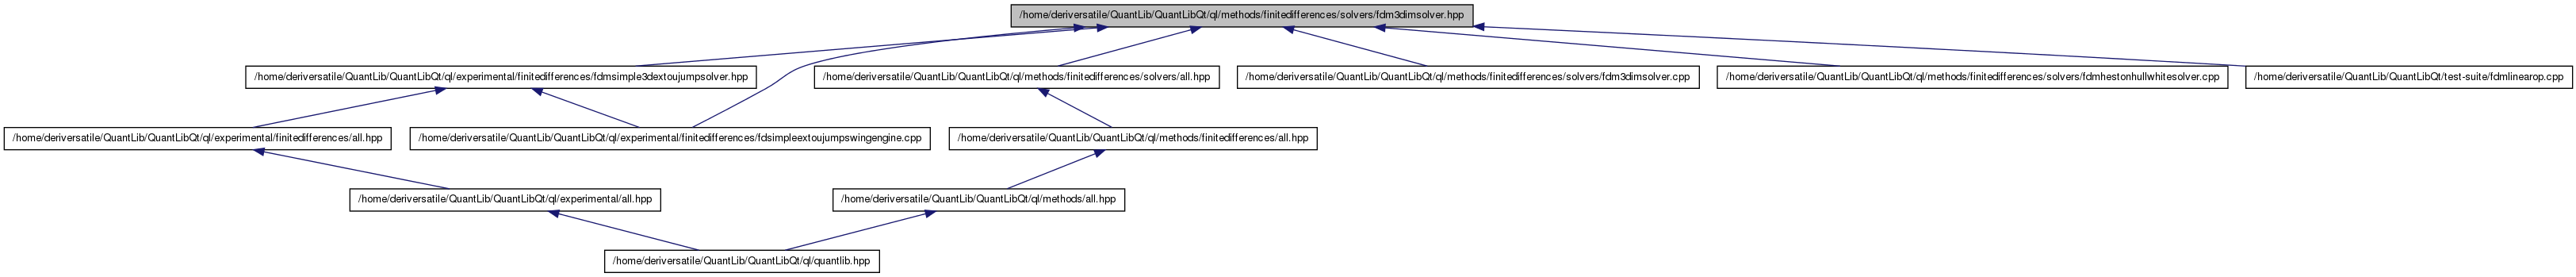 /home/deriversatile/QuantLib/QuantLibQt/ql/methods/finitedifferences/solvers/fdm3dimsolver.hpp
/home/deriversatile/QuantLib/QuantLibQt/ql/experimental/finitedifferences/fdmsimple3dextoujumpsolver.hpp
/home/deriversatile/QuantLib/QuantLibQt/ql/methods/finitedifferences/solvers/all.hpp
/home/deriversatile/QuantLib/QuantLibQt/ql/methods/finitedifferences/solvers/fdm3dimsolver.cpp
/home/deriversatile/QuantLib/QuantLibQt/ql/methods/finitedifferences/solvers/fdmhestonhullwhitesolver.cpp
/home/deriversatile/QuantLib/QuantLibQt/test-suite/fdmlinearop.cpp
/home/deriversatile/QuantLib/QuantLibQt/ql/experimental/finitedifferences/all.hpp
/home/deriversatile/QuantLib/QuantLibQt/ql/experimental/finitedifferences/fdsimpleextoujumpswingengine.cpp
/home/deriversatile/QuantLib/QuantLibQt/ql/methods/finitedifferences/all.hpp
/home/deriversatile/QuantLib/QuantLibQt/ql/experimental/all.hpp
/home/deriversatile/QuantLib/QuantLibQt/ql/methods/all.hpp
/home/deriversatile/QuantLib/QuantLibQt/ql/quantlib.hpp